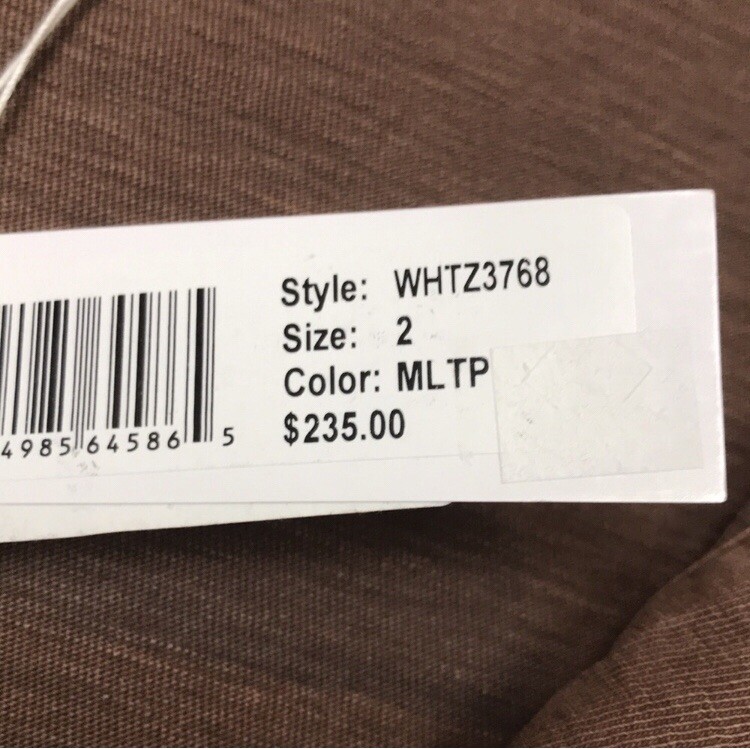 Style: WHTZ3768
Size: 2
Color: MLTP
$235.00
4985 64586 5